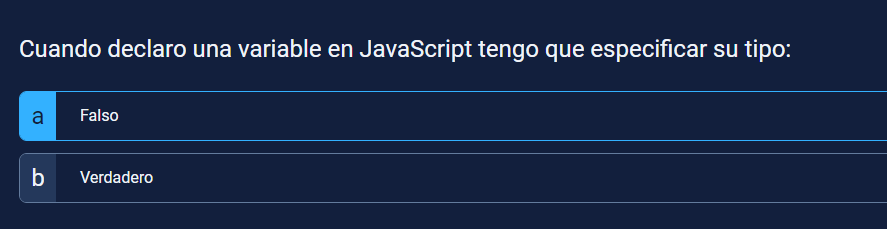 Cuando declaro una variable en JavaScript tengo que especificar su tipo:
a Falso
b Verdadero